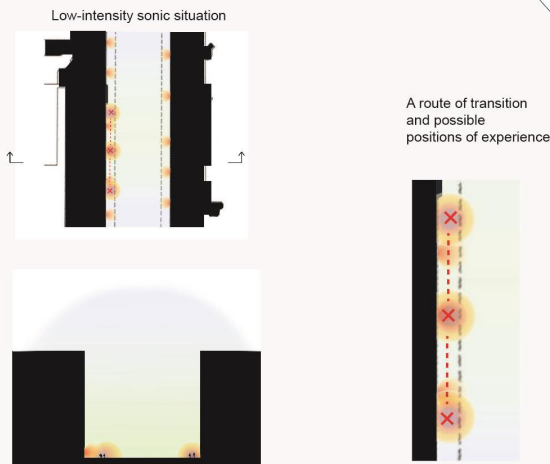 Low-intensity sonic situation
A route of transition
and possible
positions of experience